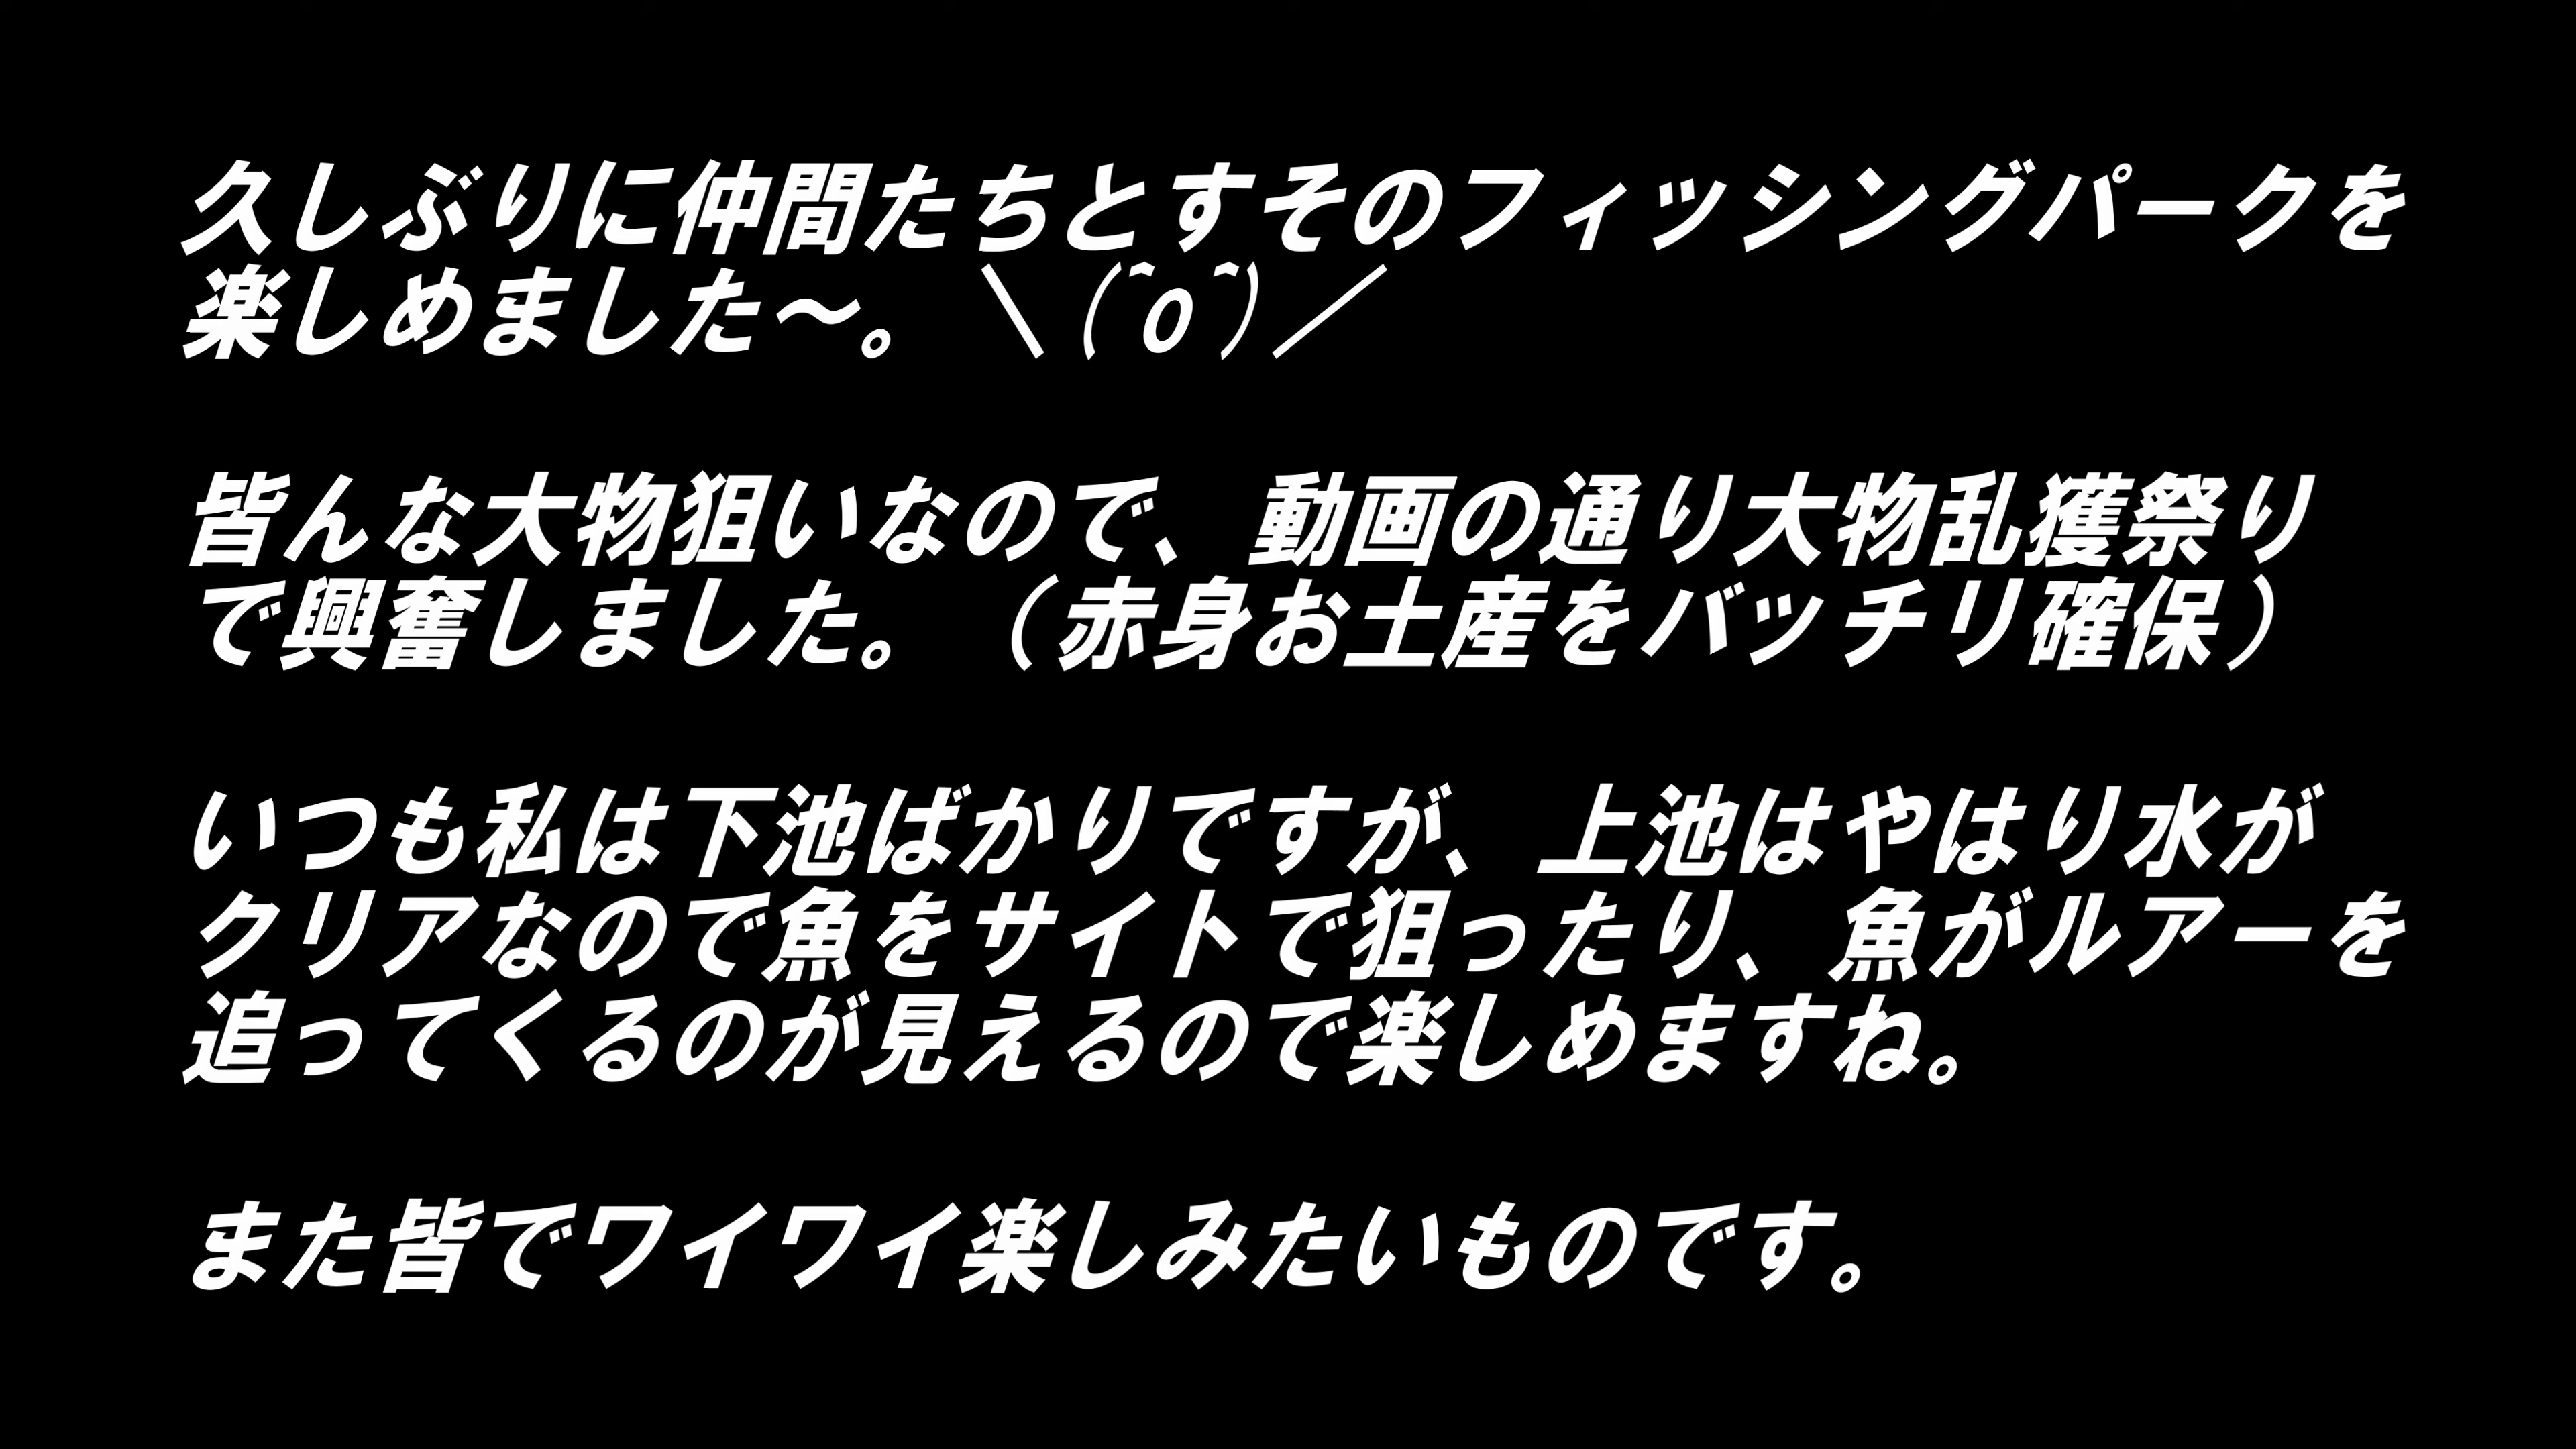 久しぶりに仲間たちとすそのフィッシングパークを
楽しめました～。＼(^o^)／
皆んな大物狙いなので、動画の通り大物乱獲祭り
で興奮しました。（赤身お土産をバッチリ確保）
いつも私は下池ばかりですが、上池はやはり水が
クリアなので魚をサイトで狙ったり、魚がルアーを
追ってくるのが見えるので楽しめますね。
また皆でワイワイ楽しみたいものです。